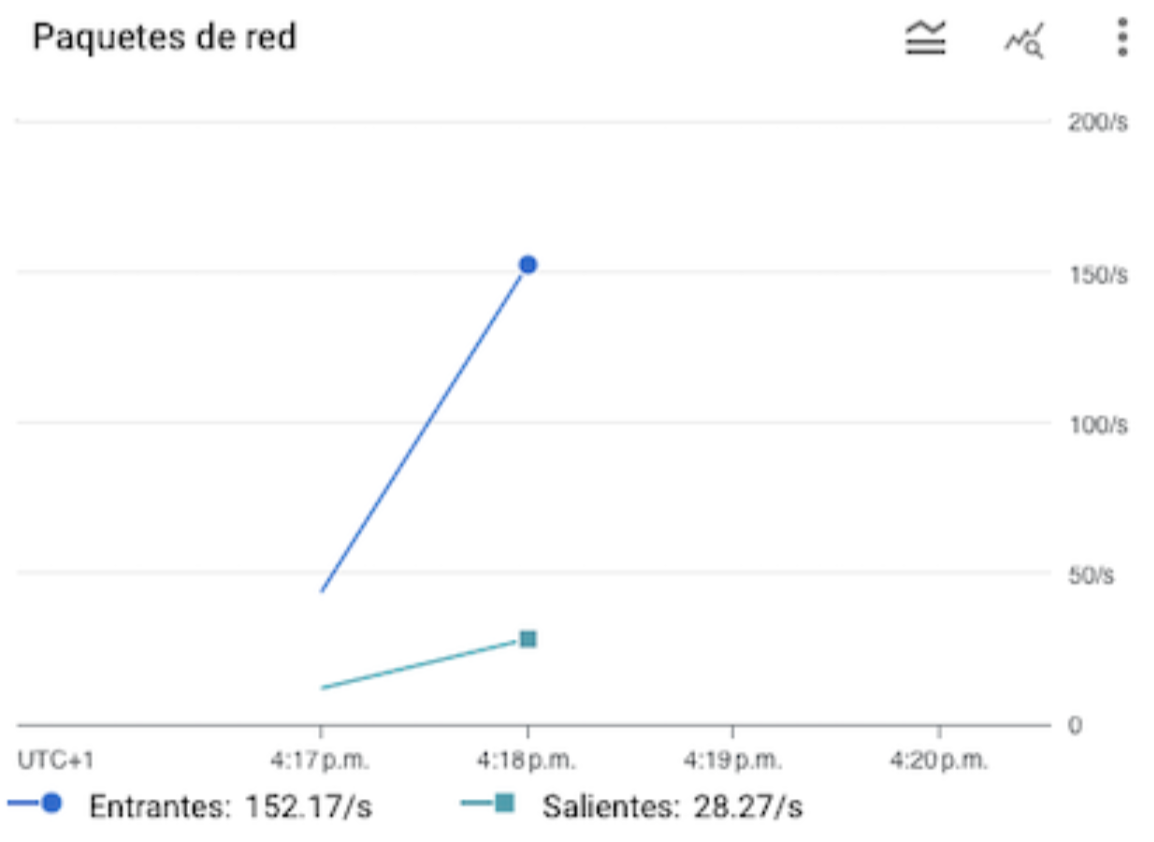 Paquetes de red
200/s
150/s
100/s
50/s
0
UTC+1 4:17 p.m. 4:18 p.m. 4:19 p.m. 4:20 p.m.
Entrantes: 152.17/s Salientes: 28.27/s